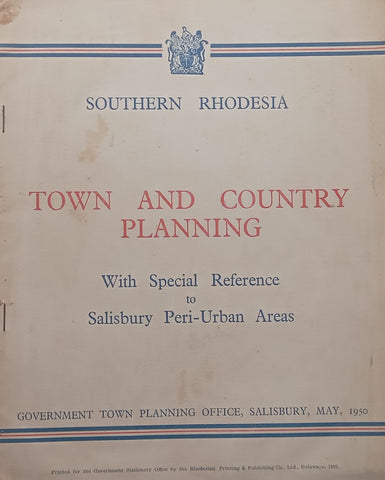 SOUTHERN RHODESIA
TOWN AND COUNTRY
PLANNING
With Special Reference
to
Salisbury Peri-Urban Areas
GOVERNMENT TOWN PLANNING OFFICE, SALISBURY, MAY, 1950
Printed for the Government Stationery Office by the Rhodesian Printing & Publishing Co., Ltd., Bulawayo,